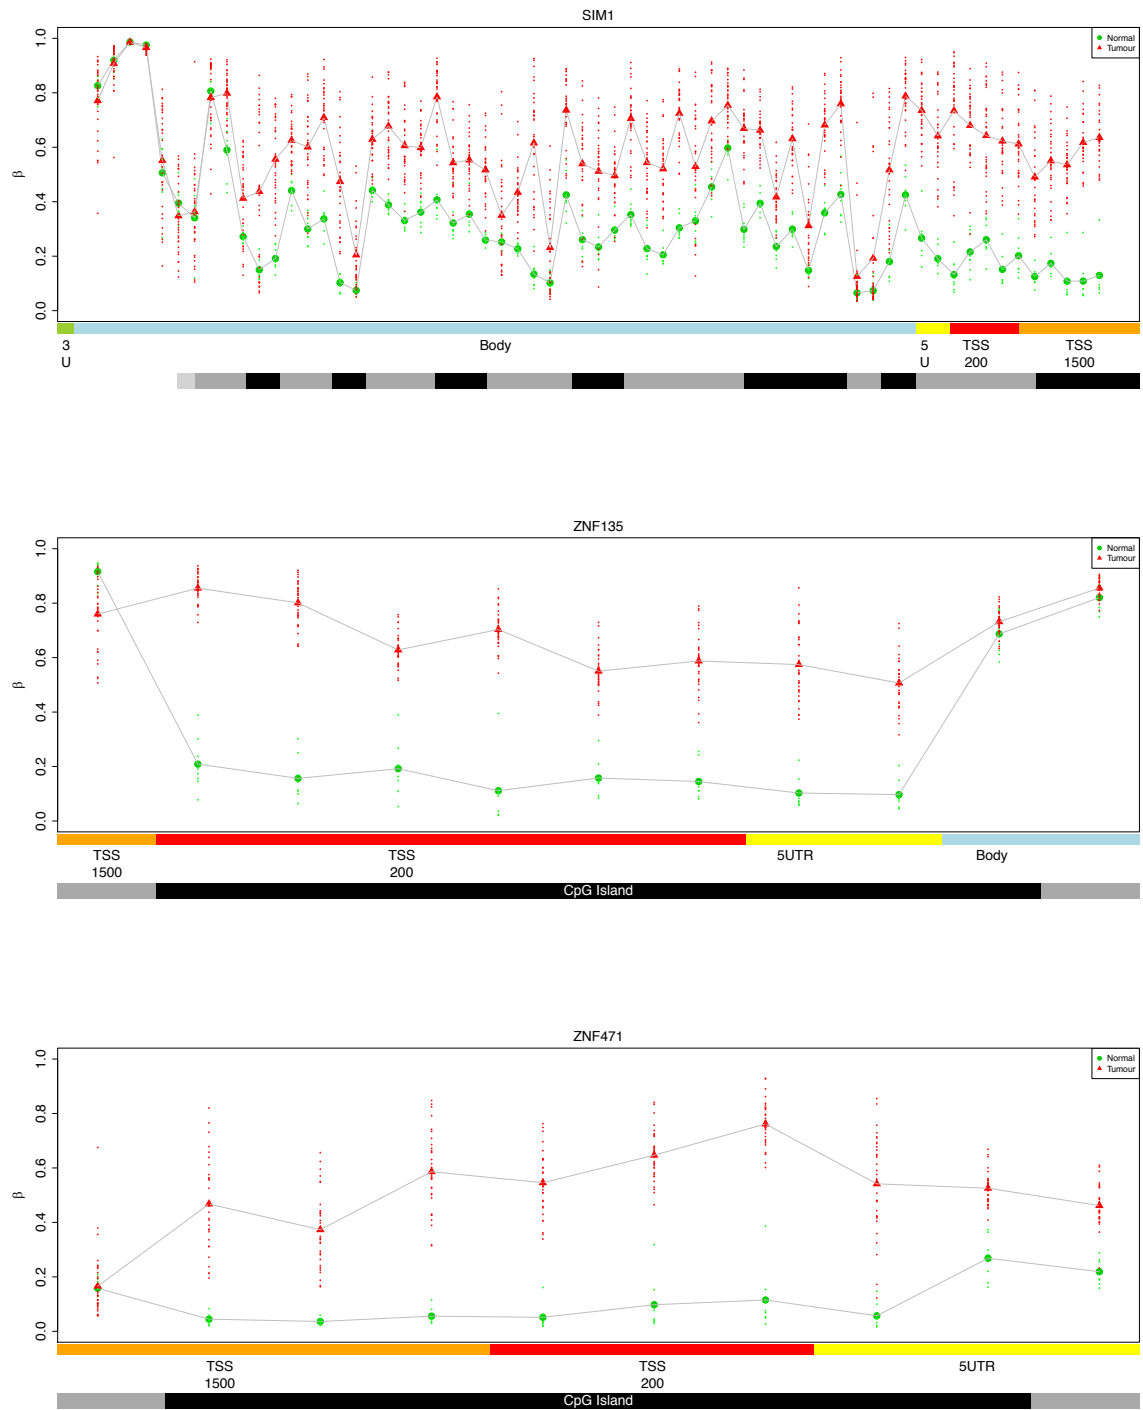 SIM1
Normal
Tumour
1.0
0.8
0.6
0.4
0.2
0.0
β
3
U
Body
5
U
TSS
200
TSS
1500
ZNF135
Normal
Tumour
1.0
0.8
0.6
0.4
0.2
0.0
β
TSS
1500
TSS
200
5UTR
Body
CpG Island
ZNF471
Normal
Tumour
1.0
0.8
0.6
0.4
0.2
0.0
β
TSS
1500
TSS
200
5UTR
CpG Island